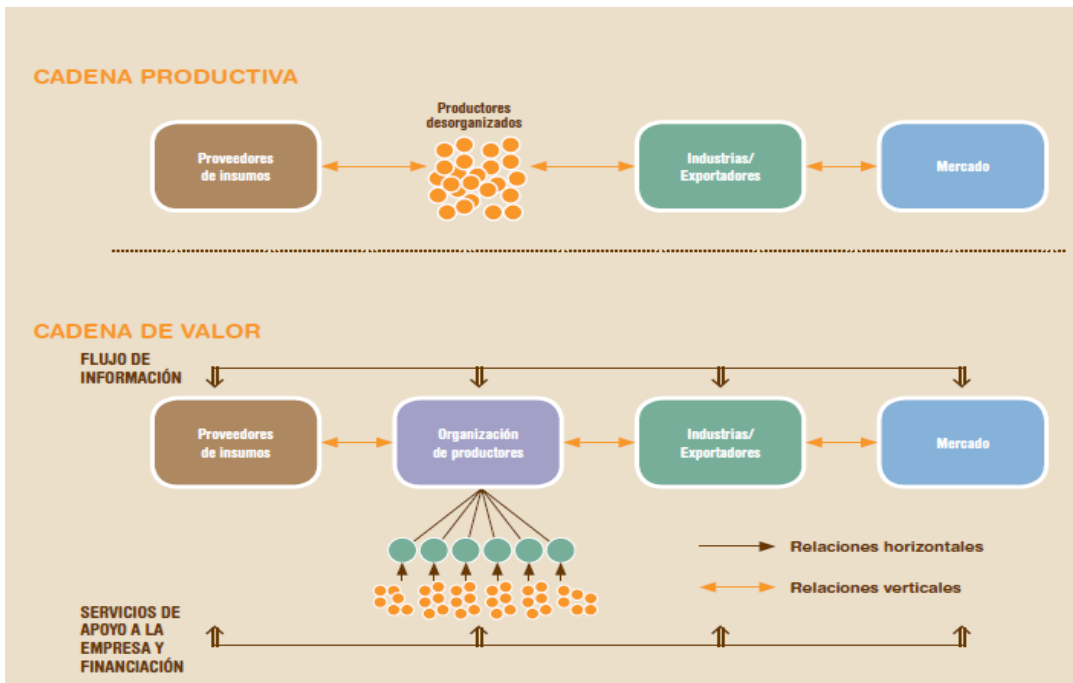 CADENA PRODUCTIVA
Productores
desorganizados
Proveedores
de insumos
Industrias/
Exportadores
Mercado
CADENA DE VALOR
FLUJO DE
INFORMACIÓN
Proveedores
de insumos
Organización
de productores
Industrias/
Exportadores
Mercado
Relaciones horizontales
Relaciones verticales
SERVICIOS DE
APOYO A LA
EMPRESA Y
FINANCIACIÓN